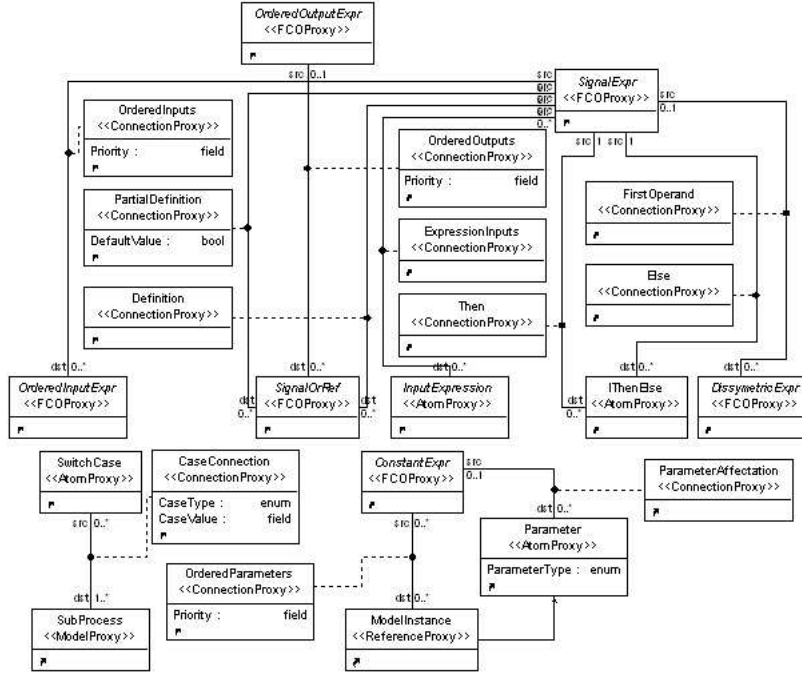 OrderedOutputExpr
<<FCOProxy>>
src 0..1
src
SignalExpr
<<FCOProxy>>
src
0..1
src
src
src
0..*
src 1 src 1
OrderedInputs
<<ConnectionProxy>>
Priority : field
OrderedOutputs
<<ConnectionProxy>>
Priority : field
PartialDefinition
<<ConnectionProxy>>
DefaultValue : bool
FirstOperand
<<ConnectionProxy>>
ExpressionInputs
<<ConnectionProxy>>
Else
<<ConnectionProxy>>
Definition
<<ConnectionProxy>>
Then
<<ConnectionProxy>>
dst 0..*
dst 0..*
dst 0..*
dst 0..*
dst 0..*
OrderedInputExpr
<<FCOProxy>>
dst
0..*
SignalOrRef
<<FCOProxy>>
dst
0..*
InputExpression
<<AtomProxy>>
dst
0..*
IfThenElse
<<AtomProxy>>
DissymetricExpr
<<FCOProxy>>
SwitchCase
<<AtomProxy>>
src 0..*
CaseConnection
<<ConnectionProxy>>
CaseType : enum
CaseValue : field
ConstantExpr
<<FCOProxy>>
src
0..1
src 0..*
ParameterAffectation
<<ConnectionProxy>>
dst 0..*
Parameter
<<AtomProxy>>
ParameterType : enum
OrderedParameters
<<ConnectionProxy>>
Priority : field
dst 1..*
SubProcess
<<ModelProxy>>
dst 0..*
ModelInstance
<<ReferenceProxy>>